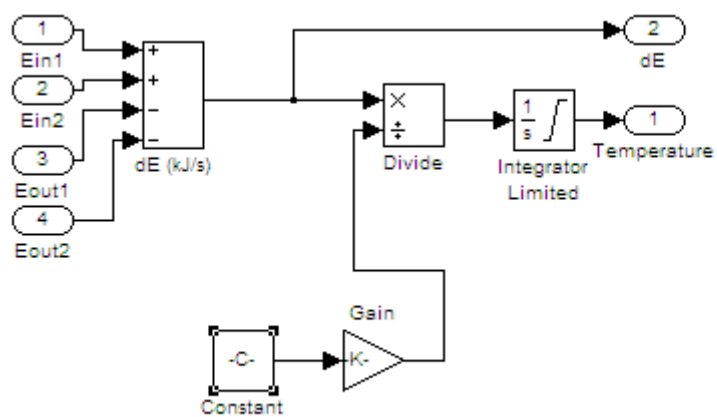 1
Ein1
2
Ein2
3
Eout1
4
Eout2
+
+
−
−
dE (kJ/s)
2
dE
×
÷
Divide
1
s
Integrator
Limited
1
Temperature
Gain
-K-
-C-
Constant